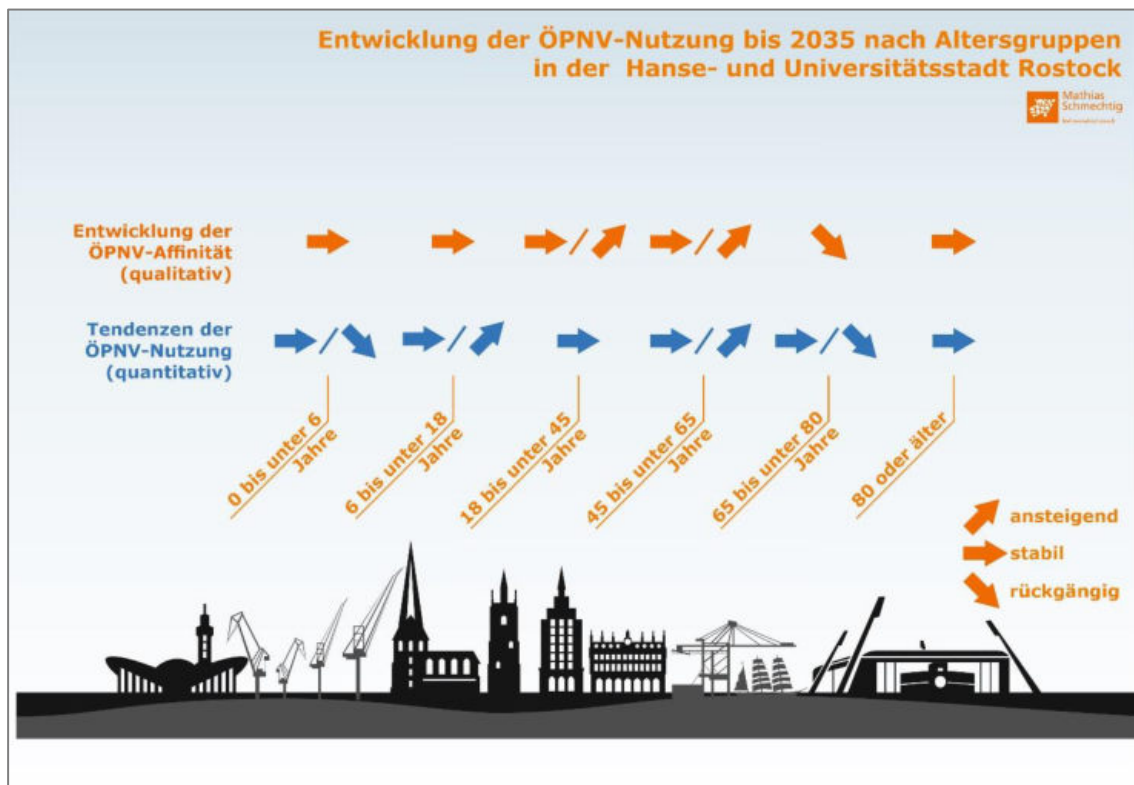 Entwicklung der ÖPNV-Nutzung bis 2035 nach Altersgruppen
in der Hanse- und Universitätsstadt Rostock
Mathias
Schmechtig
Entwicklung der
ÖPNV-Affinität
(qualitativ)
Tendenzen der
ÖPNV-Nutzung
(quantitativ)
0 bis unter 6
Jahre
6 bis unter 18
Jahre
18 bis unter 45
Jahre
45 bis unter 65
Jahre
65 bis unter 80
Jahre
80 oder älter
ansteigend
stabil
rückgängig